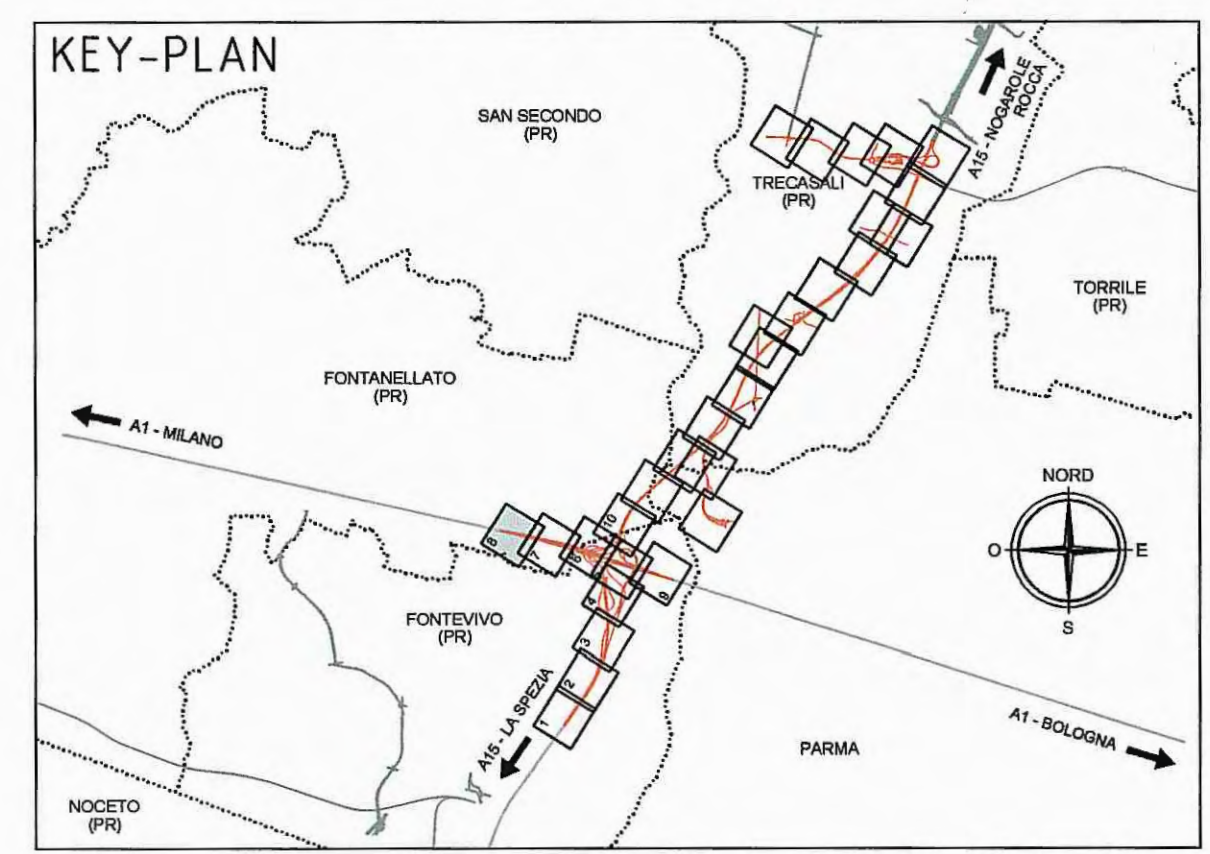 KEY-PLAN
SAN SECONDO
(PR)
A15 - NOGAROLE
ROCCA
TRECASALI
(PR)
TORRILE
(PR)
FONTANELLATO
(PR)
A1 - MILANO
NORD
O
E
S
10
8
7
6
9
4
FONTEVIVO
(PR)
3
2
1
A15 - LA SPEZIA
A1 - BOLOGNA
PARMA
NOCETO
(PR)